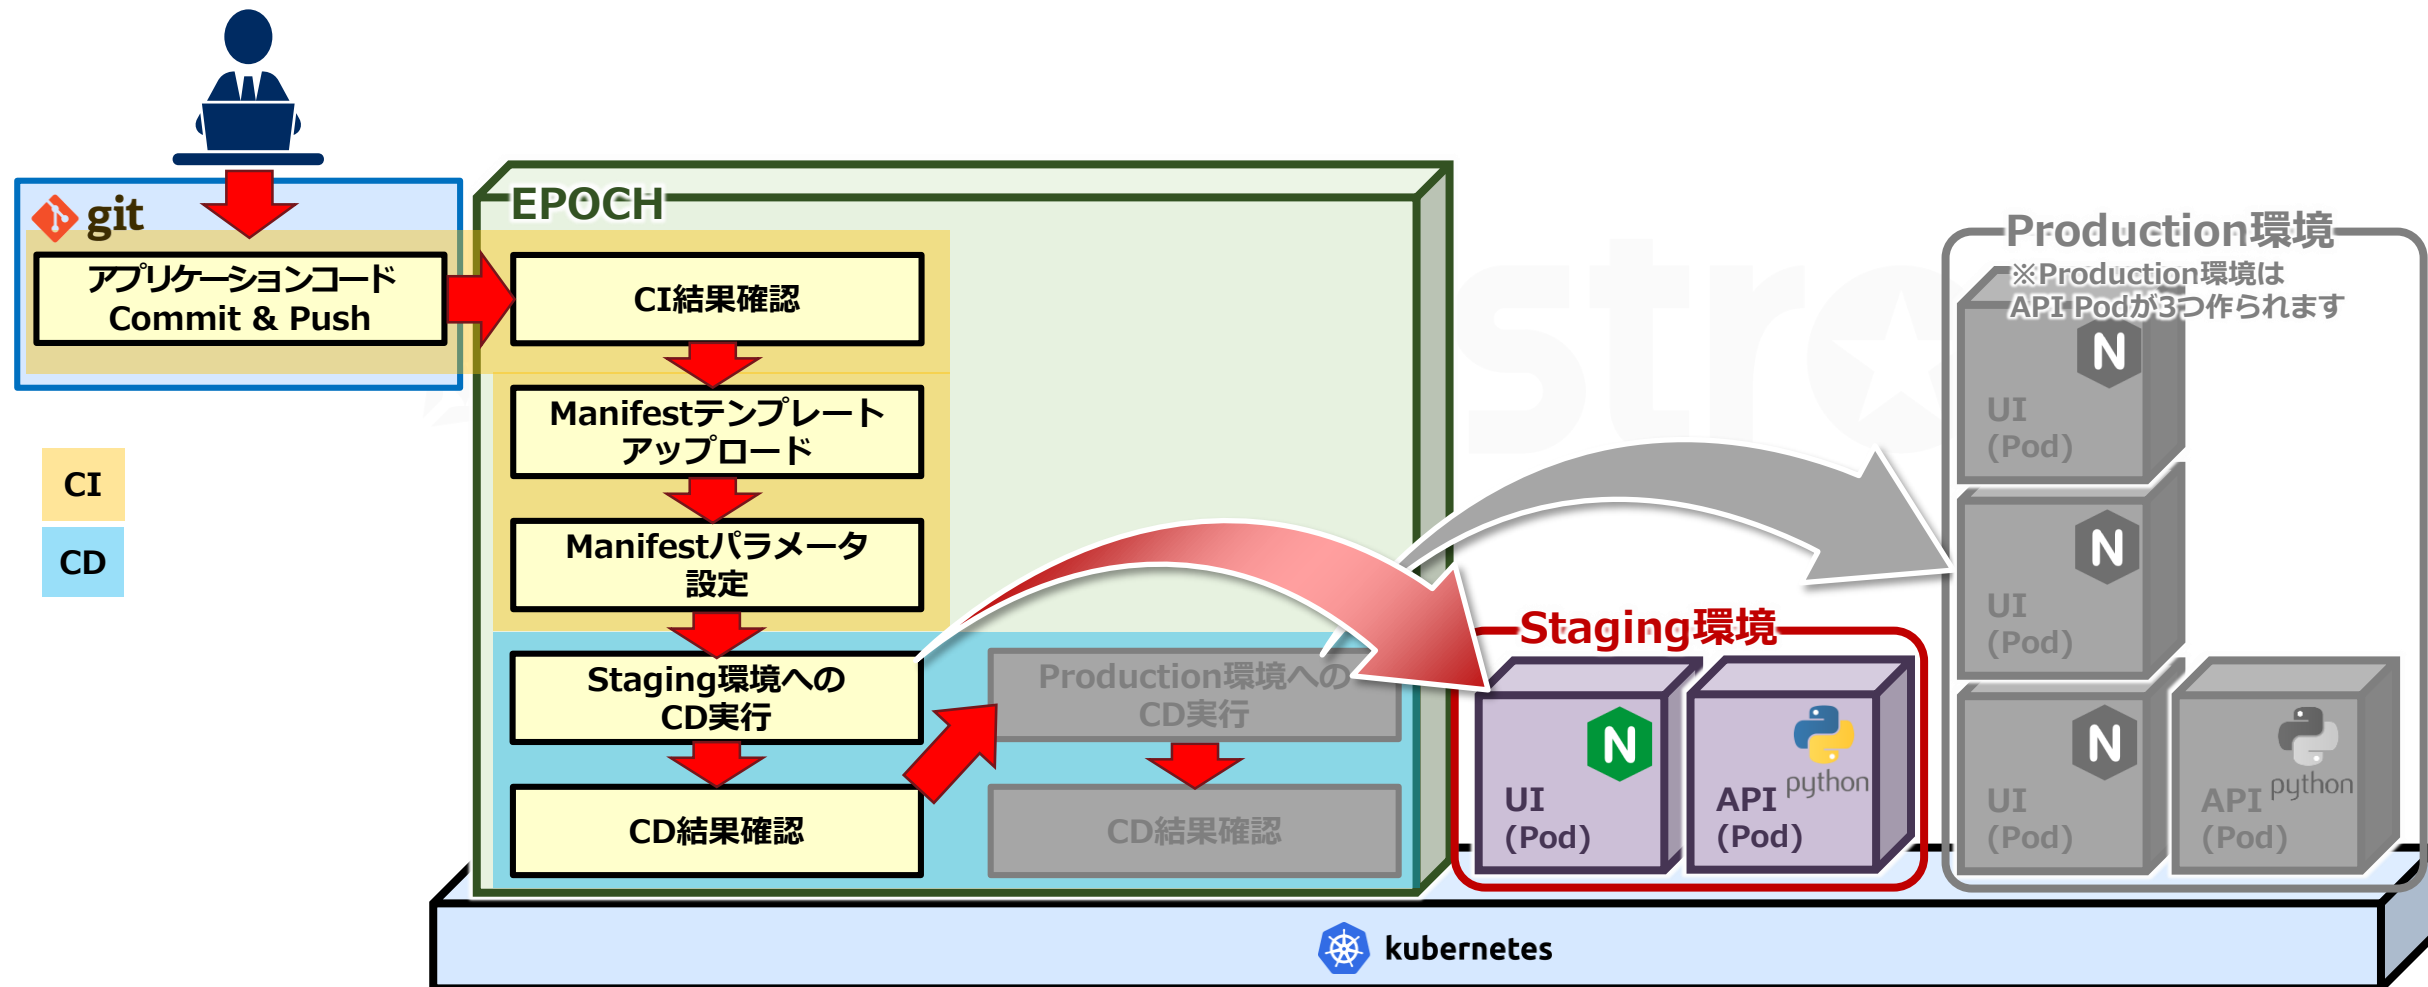 git
アプリケーションコード
Commit & Push
CI
CD
EPOCH
CI結果確認
Manifestテンプレート
アップロード
Manifestパラメータ
設定
Staging環境への
CD実行
CD結果確認
Production環境への
CD実行
CD結果確認
Staging環境
UI
(Pod)
API
(Pod)
python
Production環境
※Production環境は
API Podが3つ作られます
UI
(Pod)
UI
(Pod)
UI
(Pod)
API
(Pod)
python
kubernetes